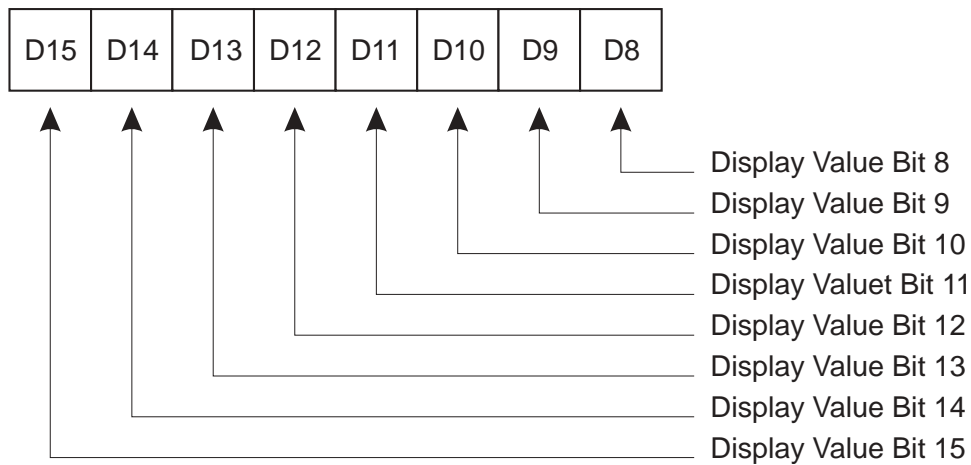 D15 D14 D13 D12 D11 D10 D9 D8
Display Value Bit 8
Display Value Bit 9
Display Value Bit 10
Display Valuet Bit 11
Display Value Bit 12
Display Value Bit 13
Display Value Bit 14
Display Value Bit 15